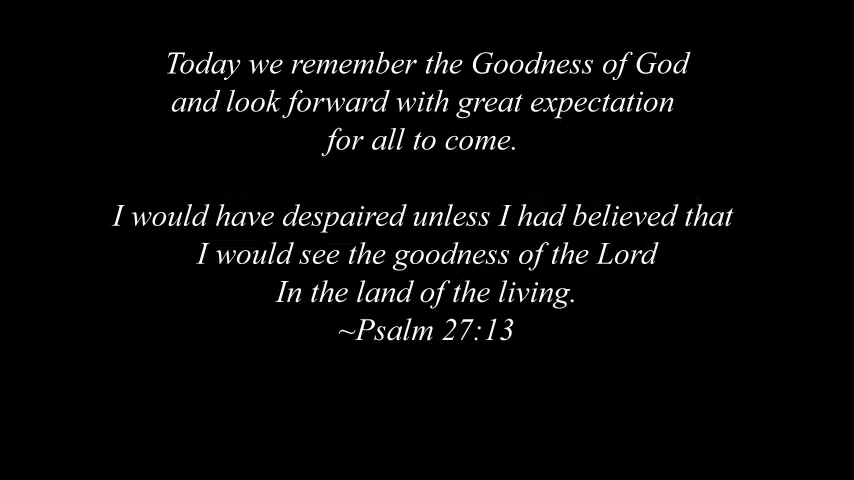 Today we remember the Goodness of God
and look forward with great expectation
for all to come.
I would have despaired unless I had believed that
I would see the goodness of the Lord
In the land of the living.
~Psalm 27:13